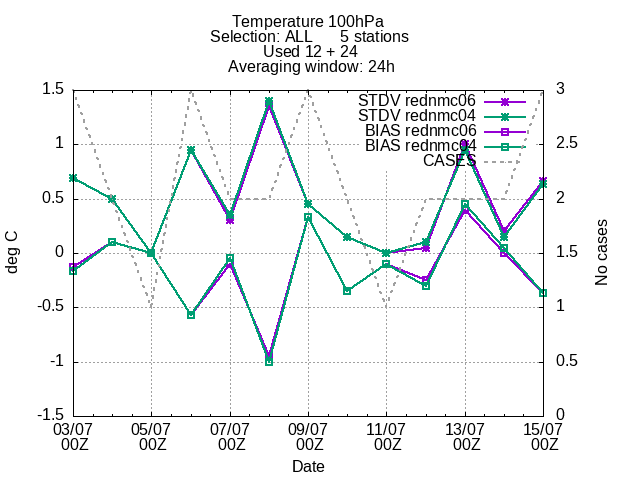 Temperature 100hPa
Selection: ALL      5 stations
Used 12 + 24
Averaging window: 24h
STDV rednmc06
STDV rednmc04
BIAS rednmc06
BIAS rednmc04
CASES
deg C
1.5
1
0.5
0
-0.5
-1
-1.5
No cases
3
2.5
2
1.5
1
0.5
0
03/07 05/07 07/07 09/07 11/07 13/07 15/07
00Z 00Z 00Z 00Z 00Z 00Z 00Z
Date